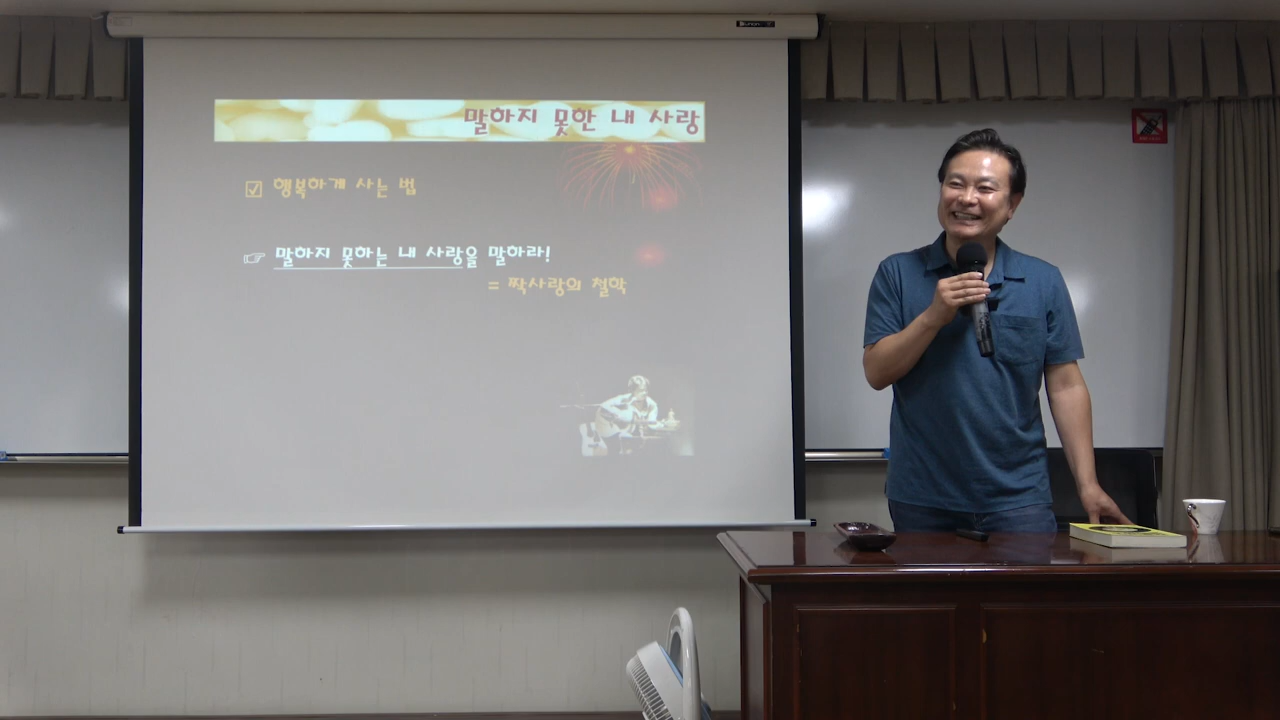 말하지 못한 내 사랑
☑ 행복하게 사는 법
☞ 말하지 못하는 내 사랑을 말하라!
= 짝사랑의 철학